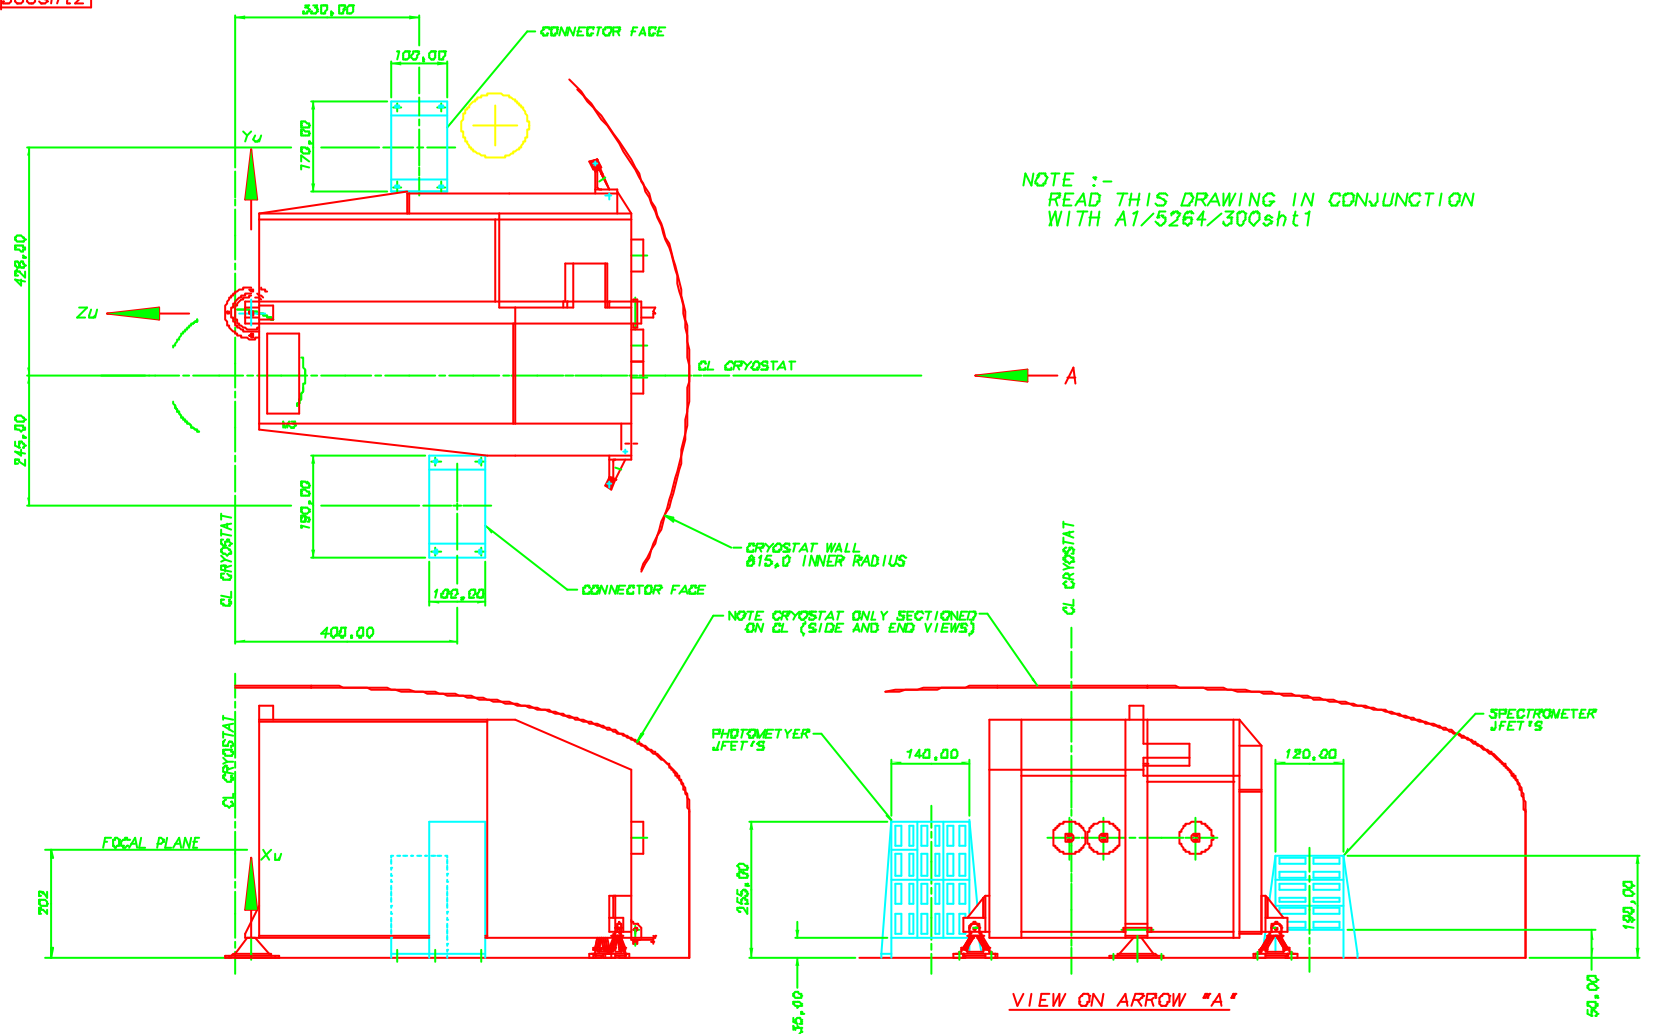 330,00
CONNECTOR FACE
100,00
170,00
Yu
NOTE :-
READ THIS DRAWING IN CONJUNCTION
WITH A1/5264/300sht1
428,00
Zu
CL CRYOSTAT
A
245,00
M3
190,00
CL CRYOSTAT
CRYOSTAT WALL
815,0 INNER RADIUS
CL CRYOSTAT
CONNECTOR FACE
100,00
NOTE CRYOSTAT ONLY SECTIONED
ON CL (SIDE AND END VIEWS)
400,00
CL CRYOSTAT
PHOTOMETYER
JFET'S
SPECTROMETER
JFET'S
140,00
120,00
FOCAL PLANE
Xu
202
255,00
190,00
35,00
50,00
VIEW ON ARROW "A"